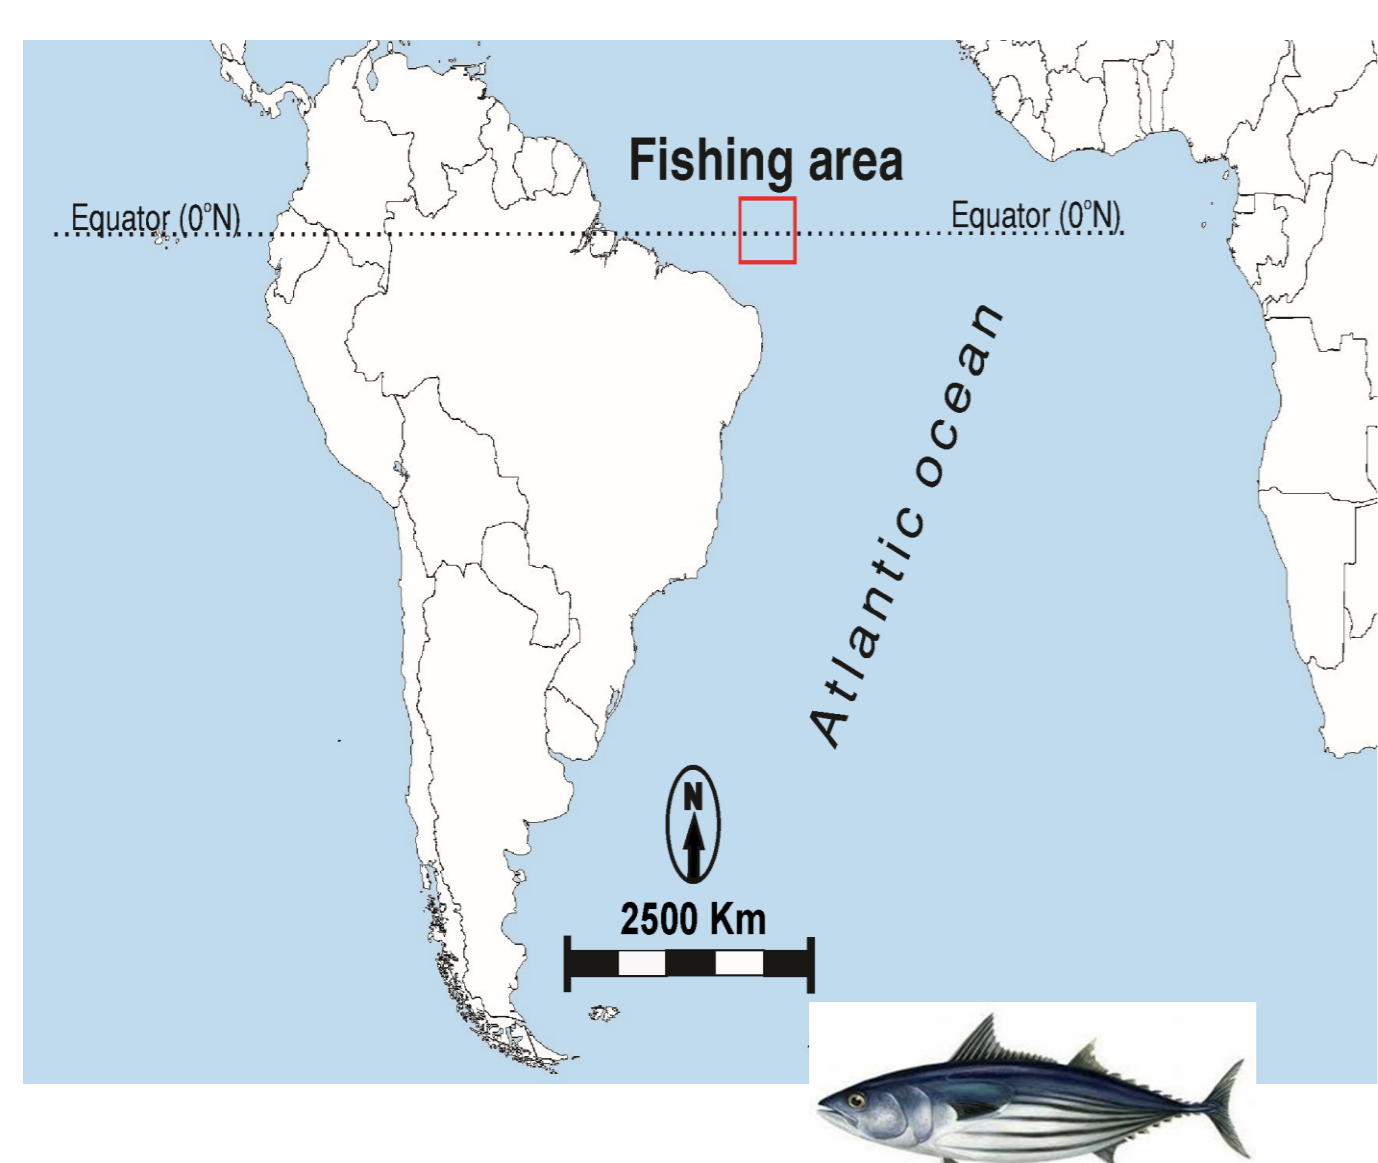 Fishing area
Equator (0°N)
Equator (0°N)
Atlantic ocean
N
2500 Km